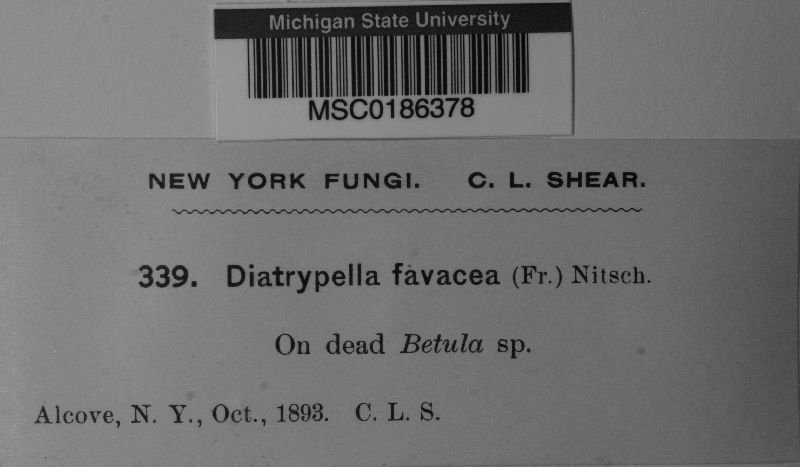 Michigan State University
MSC0186378
NEW YORK FUNGI. C. L. SHEAR.
339. Diatrypella favacea (Fr.) Nitsch.
On dead Betula sp.
Alcove, N. Y., Oct., 1893. C. L. S.